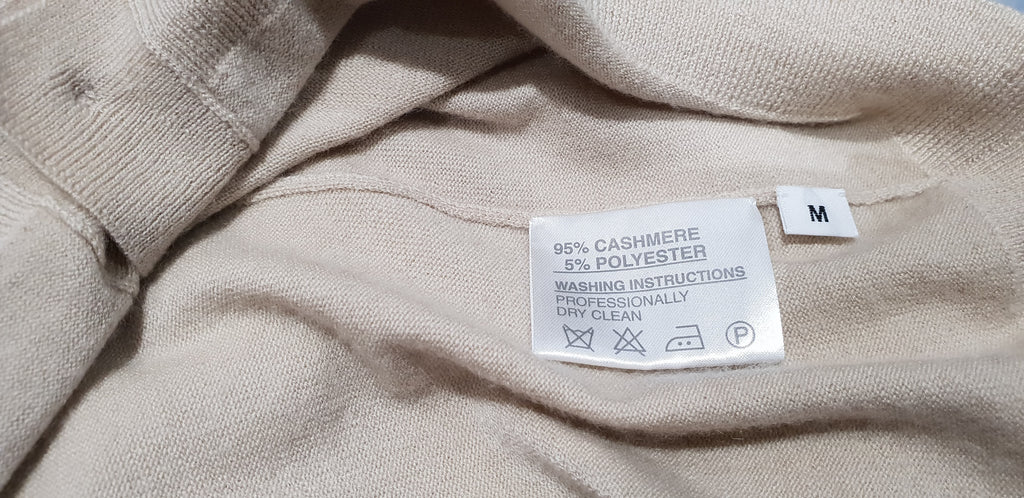 95% CASHMERE
5% POLYESTER
WASHING INSTRUCTIONS
PROFESSIONALLY
DRY CLEAN
P
M